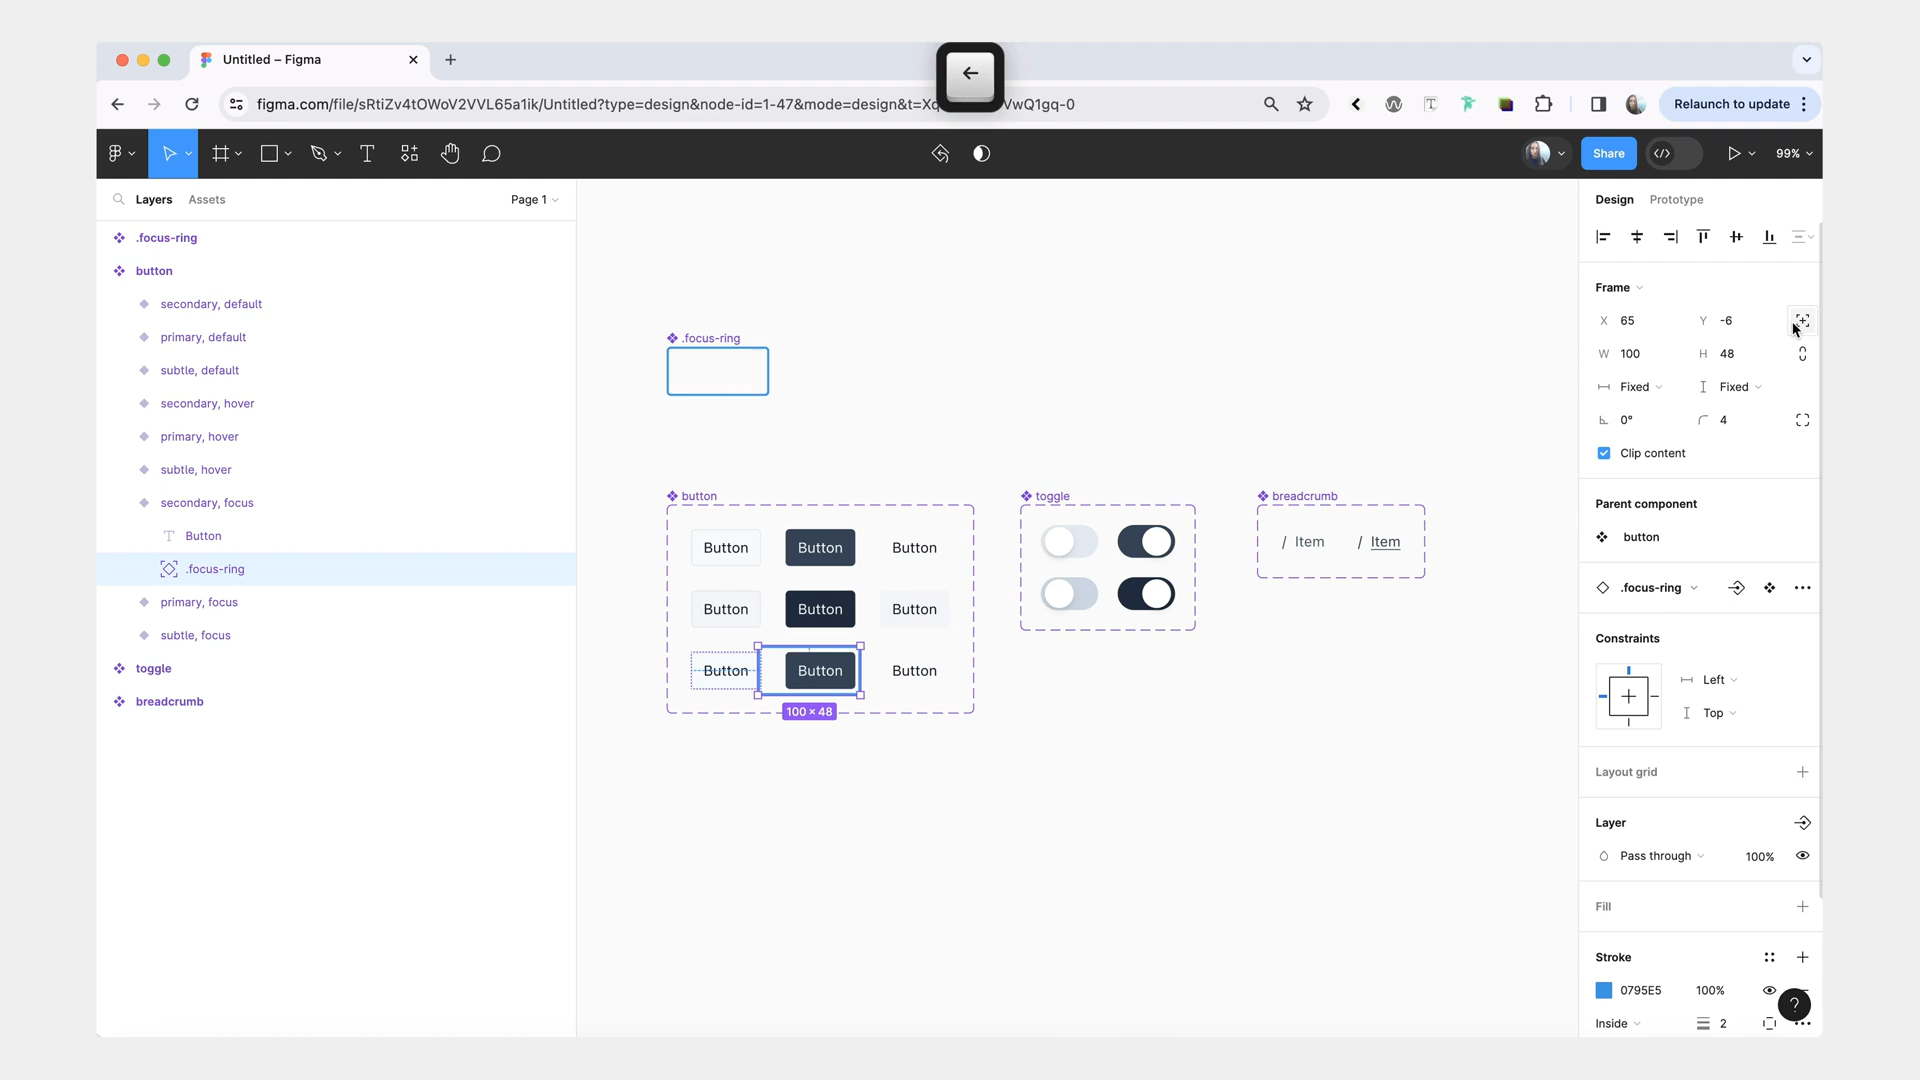 Untitled – Figma
figma.com/file/sRtiZv4tOWoV2VVL65a1ik/Untitled?type=design&node-id=1-47&mode=design&t=Xq VwQ1gq-0
Relaunch to update
Share
99%
Layers
Assets
Page 1
.focus-ring
button
secondary, default
primary, default
subtle, default
secondary, hover
primary, hover
subtle, hover
secondary, focus
Button
.focus-ring
primary, focus
subtle, focus
toggle
breadcrumb
.focus-ring
button
Button
Button
Button
Button
Button
Button
Button
Button
Button
100 × 48
toggle
breadcrumb
/ Item
/ Item
Design
Prototype
Frame
X 65
Y -6
W 100
H 48
Fixed
Fixed
0°
4
Clip content
Parent component
button
.focus-ring
Constraints
Left
Top
Layout grid
Layer
Pass through
100%
Fill
Stroke
0795E5
100%
Inside
2
?